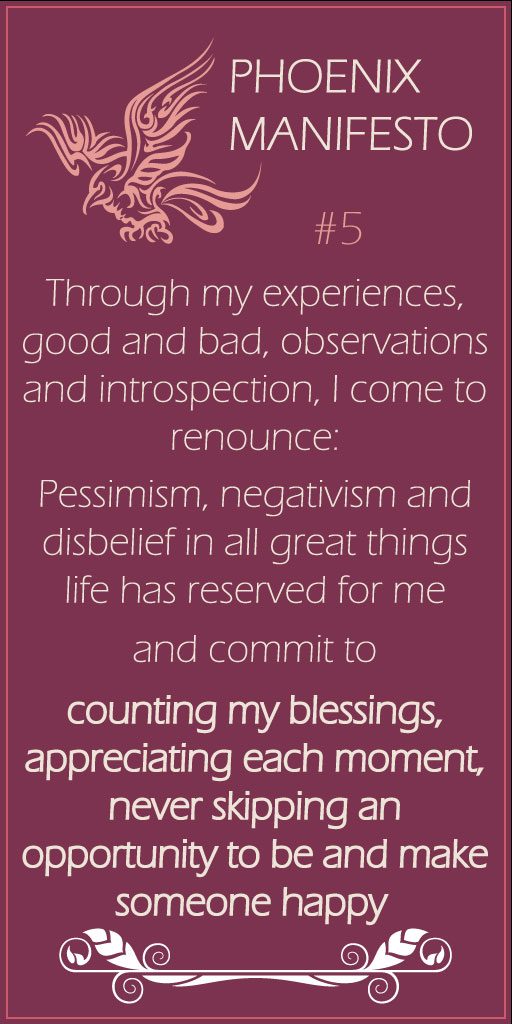 PHOENIX
MANIFESTO
#5
Through my experiences,
good and bad, observations
and introspection, I come to
renounce:
Pessimism, negativism and
disbelief in all great things
life has reserved for me
and commit to
counting my blessings,
appreciating each moment,
never skipping an
opportunity to be and make
someone happy